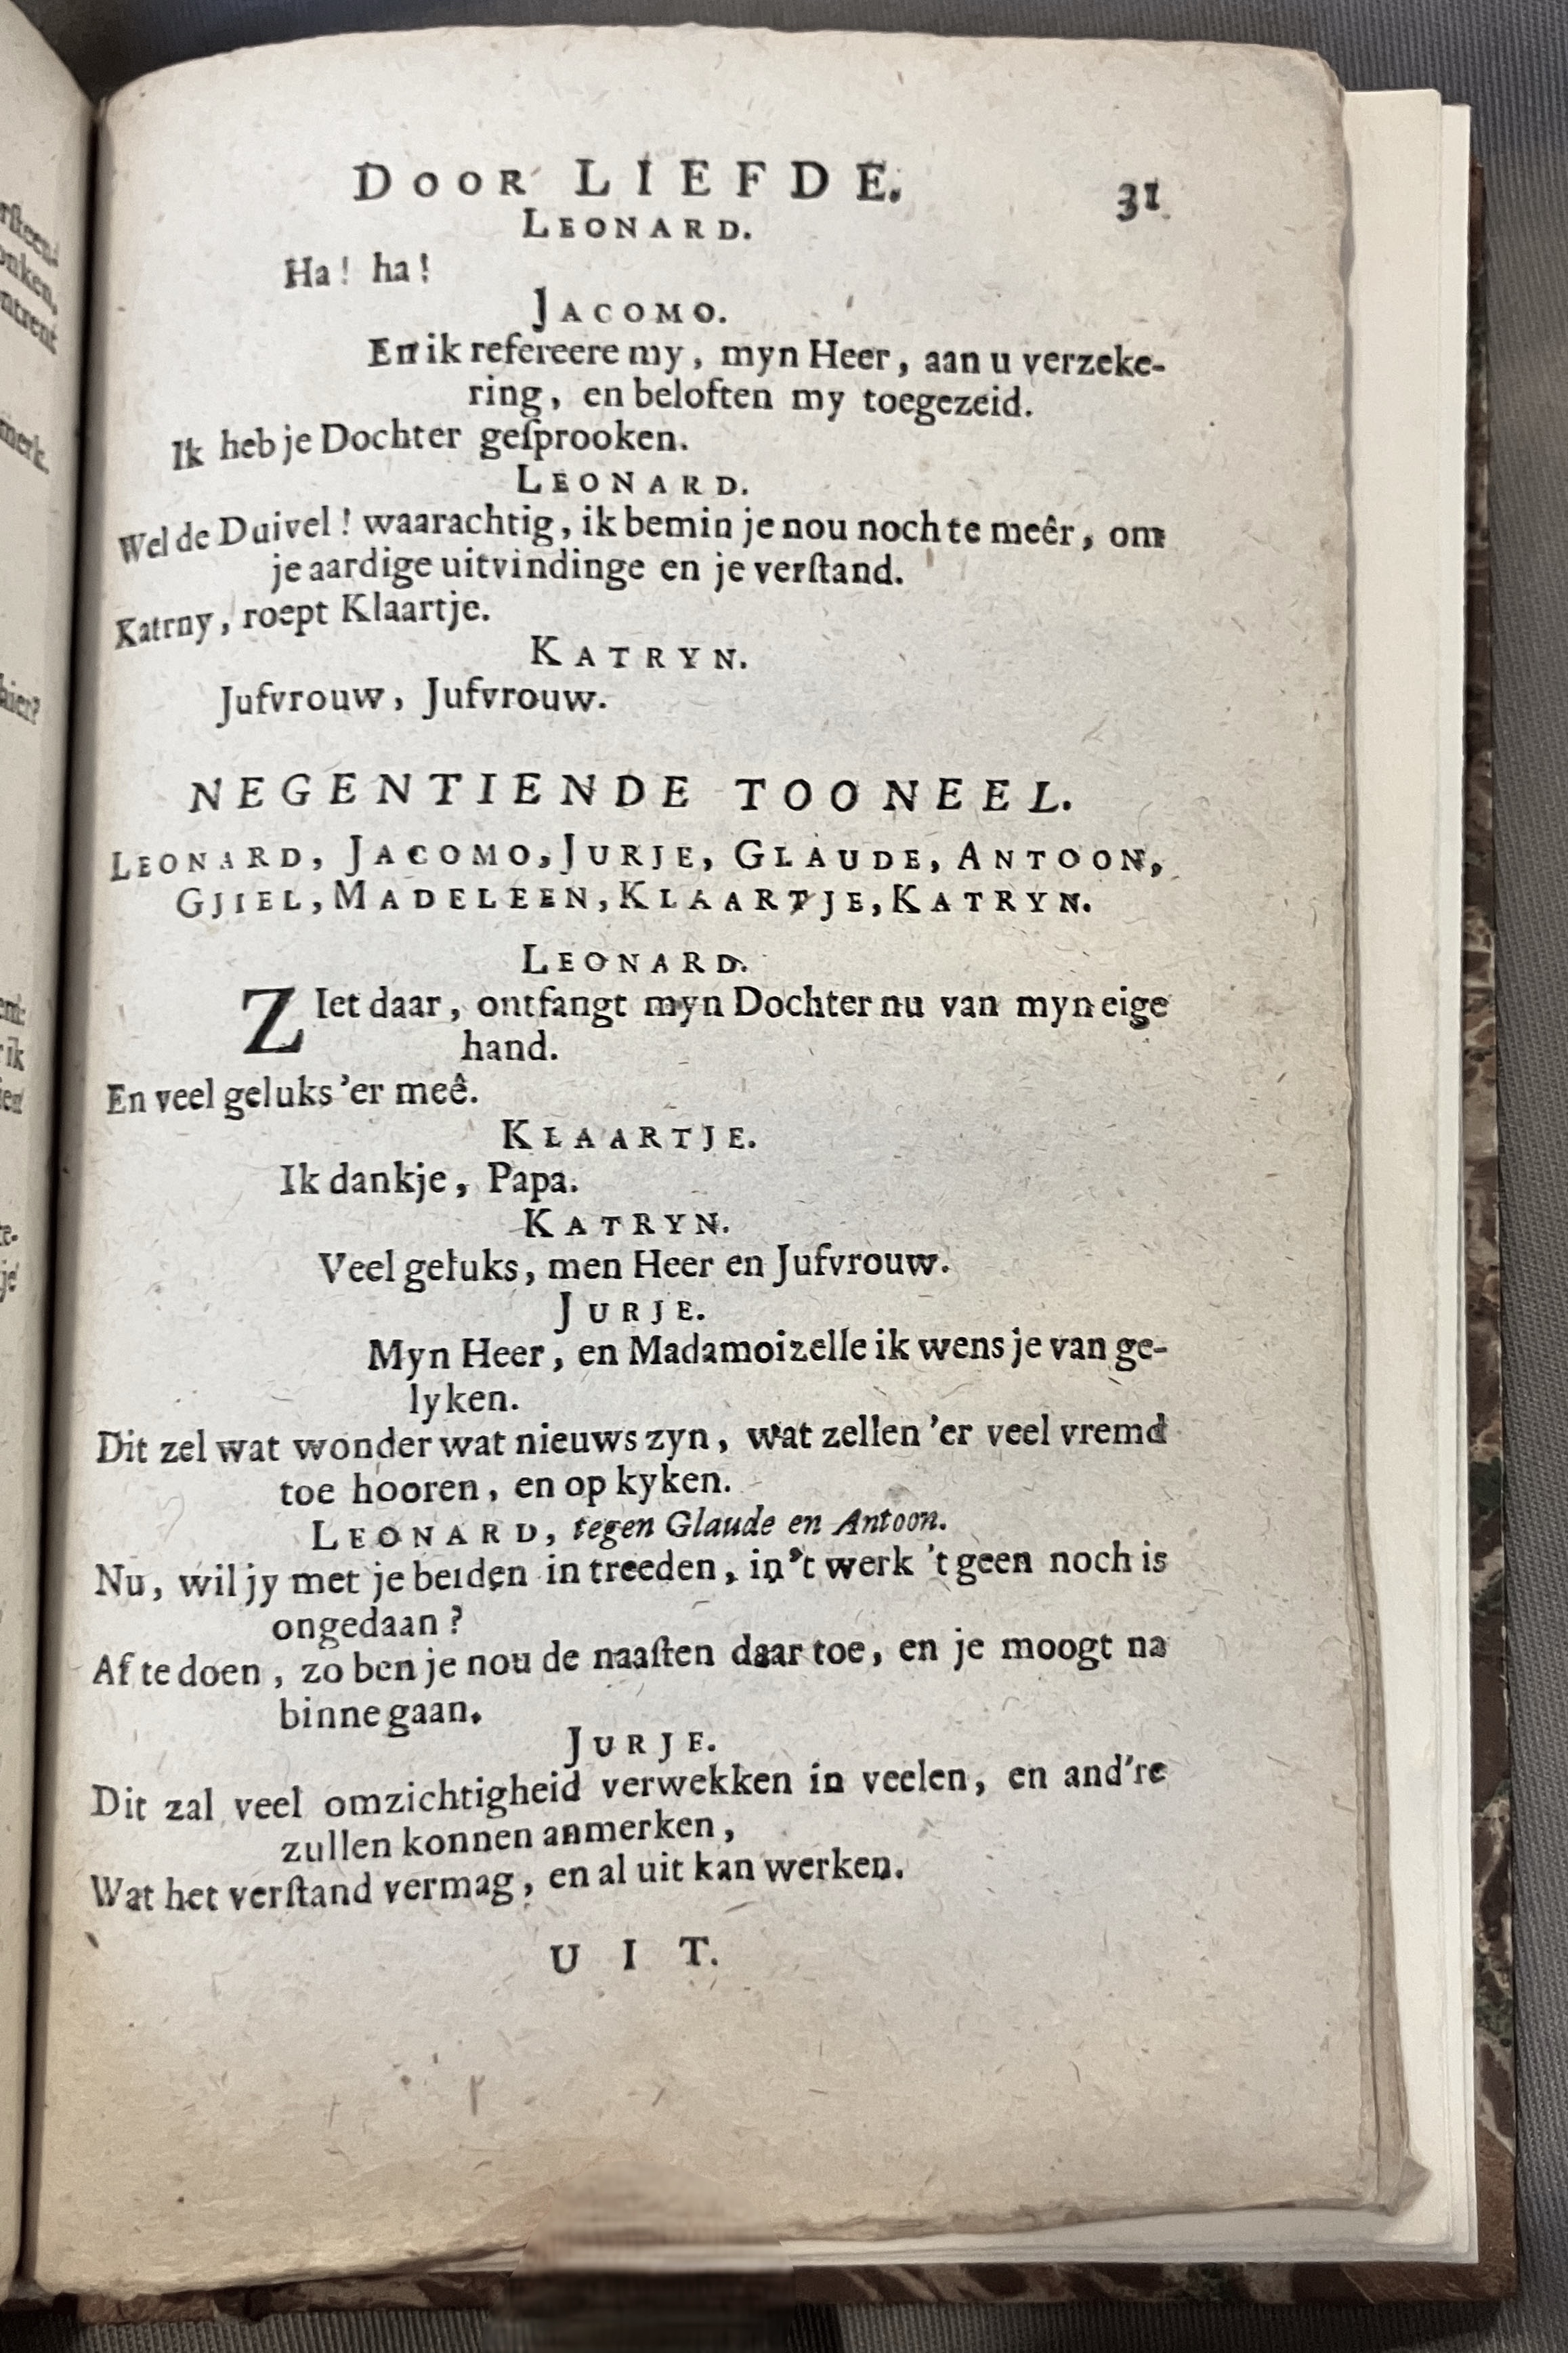 Door LIEFDE. 31
Leonard.
Ha! ha!
Jacomo.
En ik refereere my, myn Heer, aan u verzeke-
ring, en beloften my toegezeid.
Ik heb je Dochter geſprooken.
Leonard.
Wel de Duivel! waarachtig, ik bemin je nou noch te meêr, om
je aardige uitvindinge en je verſtand.
Katrny, roept Klaartje.
Katryn.
Jufvrouw, Jufvrouw.
NEGENTIENDE TOONEEL.
Leonard, Jacomo, Jurje, Glaude, Antoon,
Gjiel, Madeleen, Klaartje, Katryn.
Leonard.
ZIet daar, ontfangt myn Dochter nu van myn eige
hand.
En veel geluks 'er meê.
Klaartje.
Ik dankje, Papa.
Katryn.
Veel geluks, men Heer en Jufvrouw.
Jurje.
Myn Heer, en Madamoizelle ik wens je van ge-
lyken.
Dit zel wat wonder wat nieuws zyn, wat zellen 'er veel vremd
toe hooren, en op kyken.
Leonard, tegen Glaude en Antoon.
Nu, wil jy met je beiden in treeden, in 't werk 't geen noch is
ongedaan?
Af te doen, zo ben je nou de naaſten daar toe, en je moogt na
binne gaan.
Jurje.
Dit zal veel omzichtigheid verwekken in veelen, en and're
zullen konnen anmerken,
Wat het verſtand vermag, en al uit kan werken.
UIT.